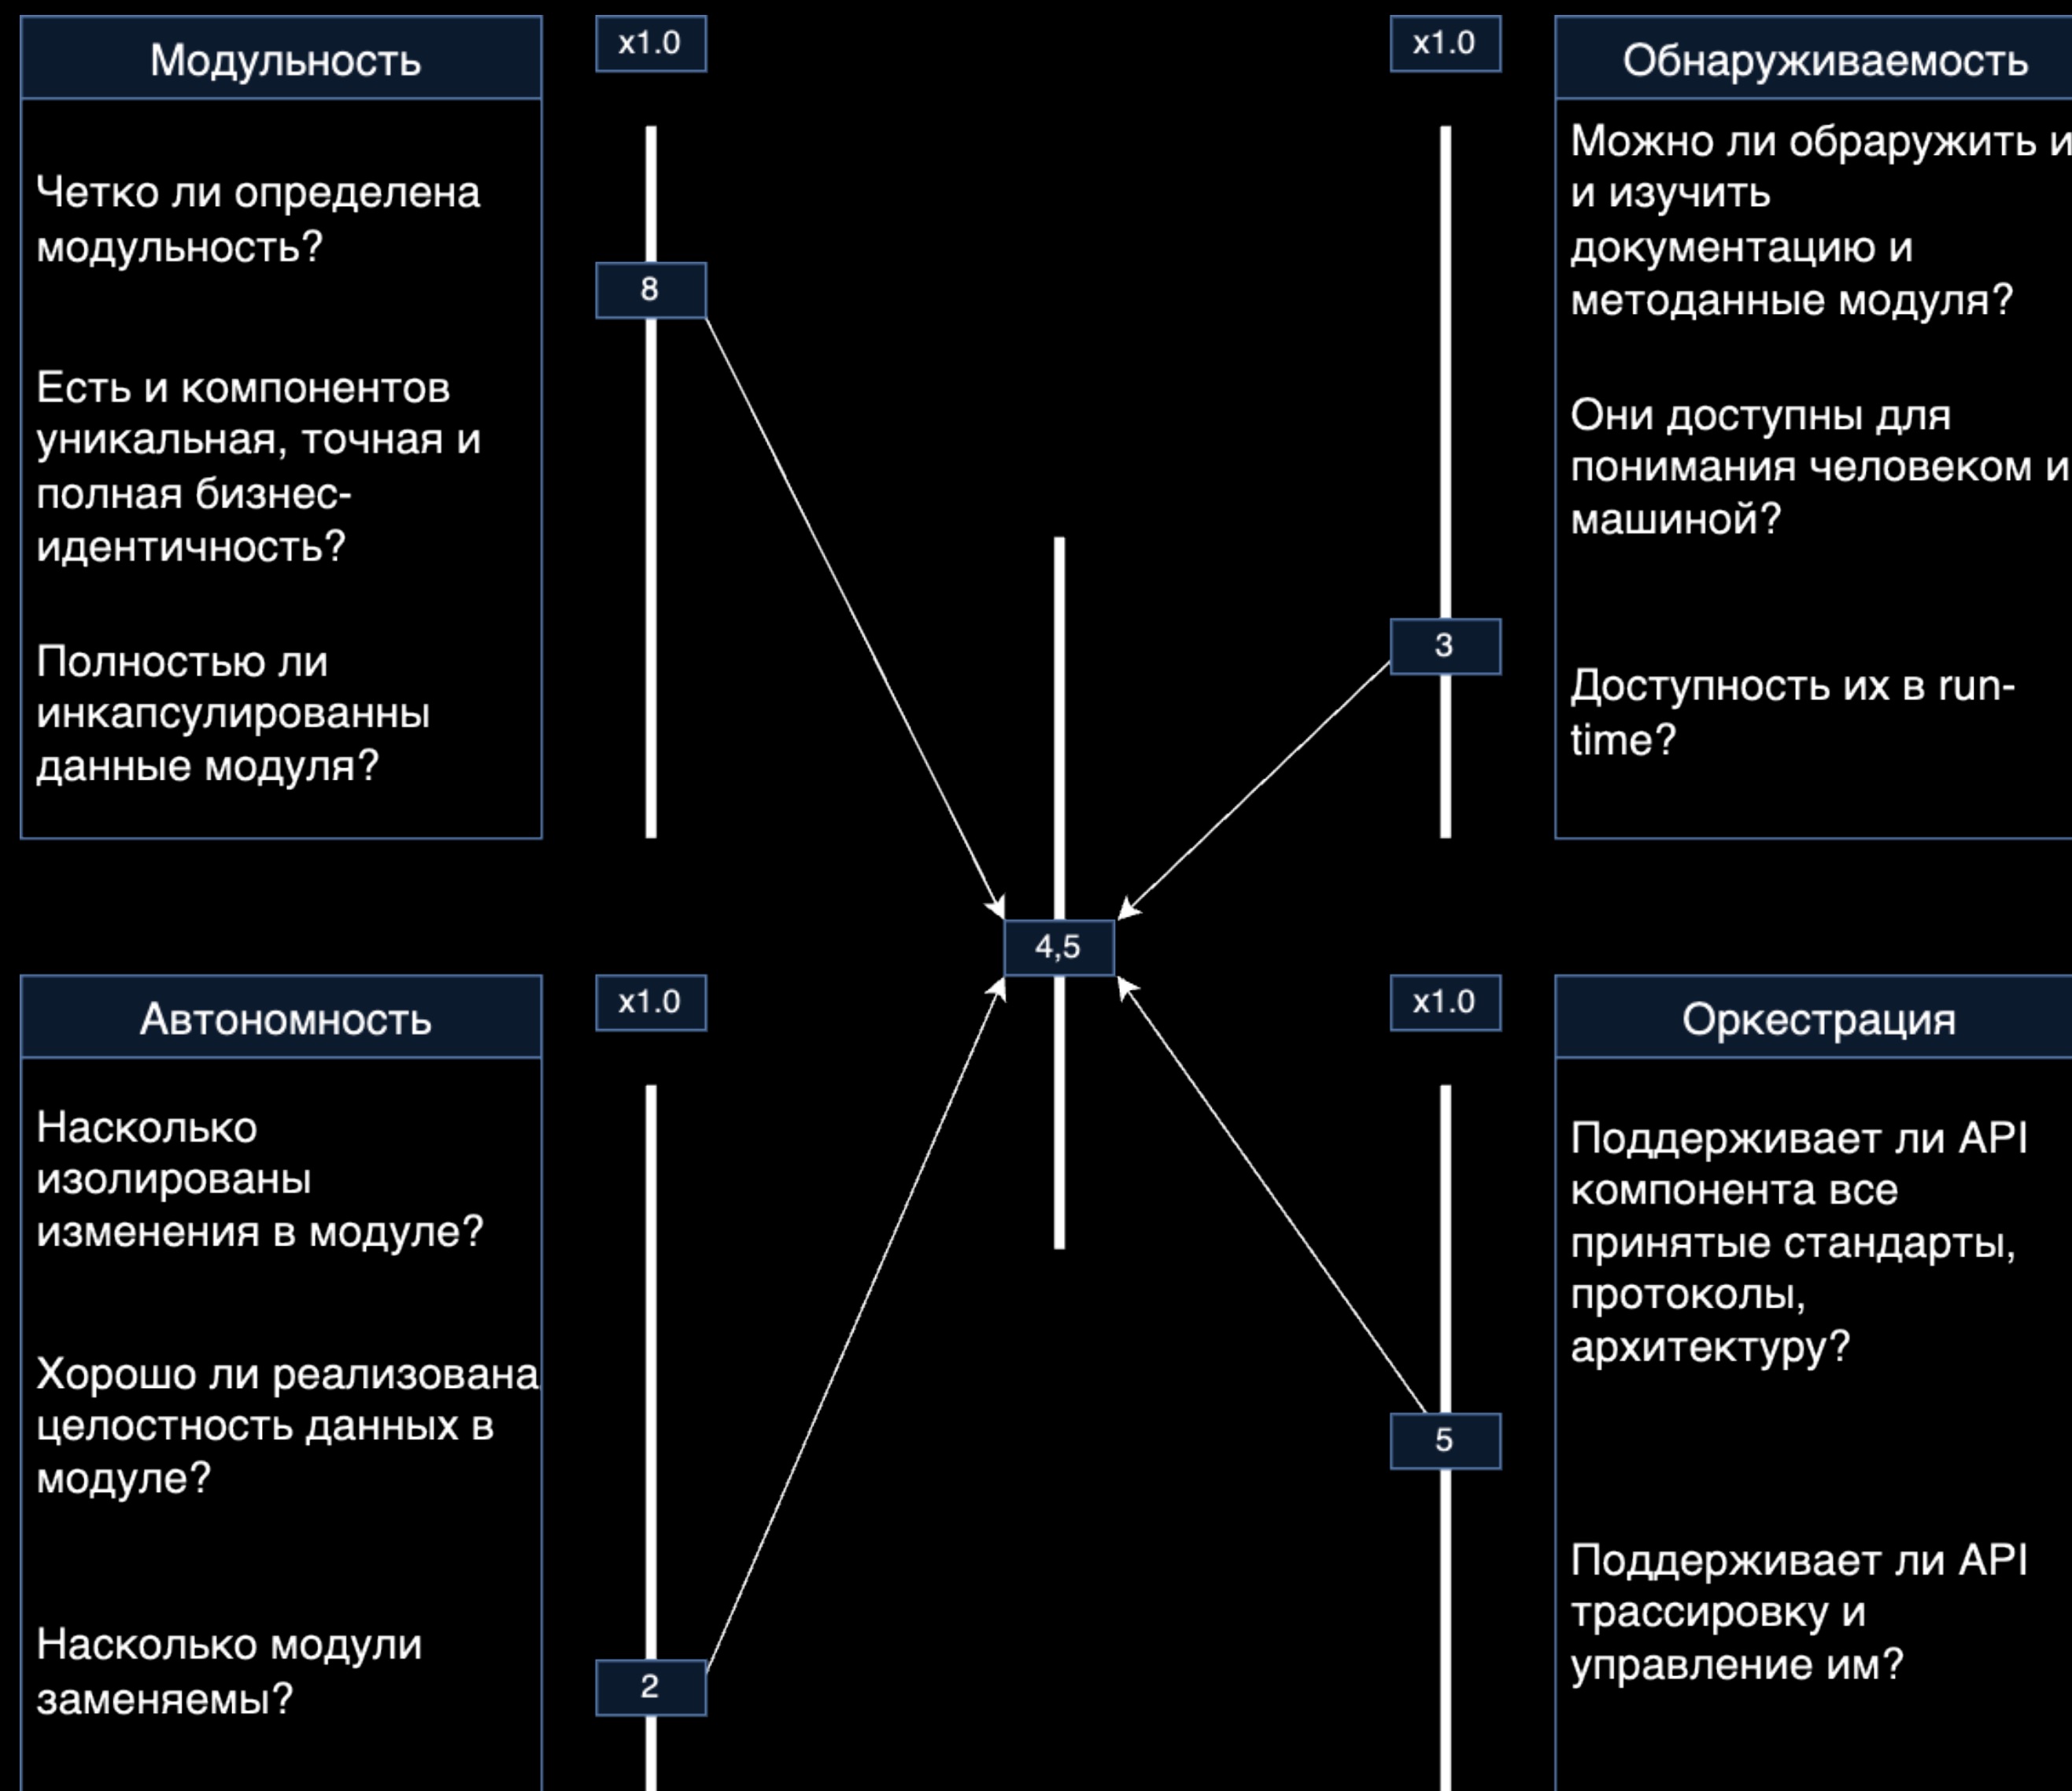 Модульность
Четко ли определена
модульность?
Есть и компонентов
уникальная, точная и
полная бизнес-
идентичность?
Полностью ли
инкапсулированны
данные модуля?
x1.0
8
x1.0
3
Обнаруживаемость
Можно ли обраружить и
и изучить
документацию и
методанные модуля?
Они доступны для
понимания человеком и
машиной?
Доступность их в run-
time?
4,5
Автономность
Насколько
изолированы
изменения в модуле?
Хорошо ли реализована
целостность данных в
модуле?
Насколько модули
заменяемы?
x1.0
2
x1.0
5
Оркестрация
Поддерживает ли API
компонента все
принятые стандарты,
протоколы,
архитектуру?
Поддерживает ли API
трассировку и
управление им?